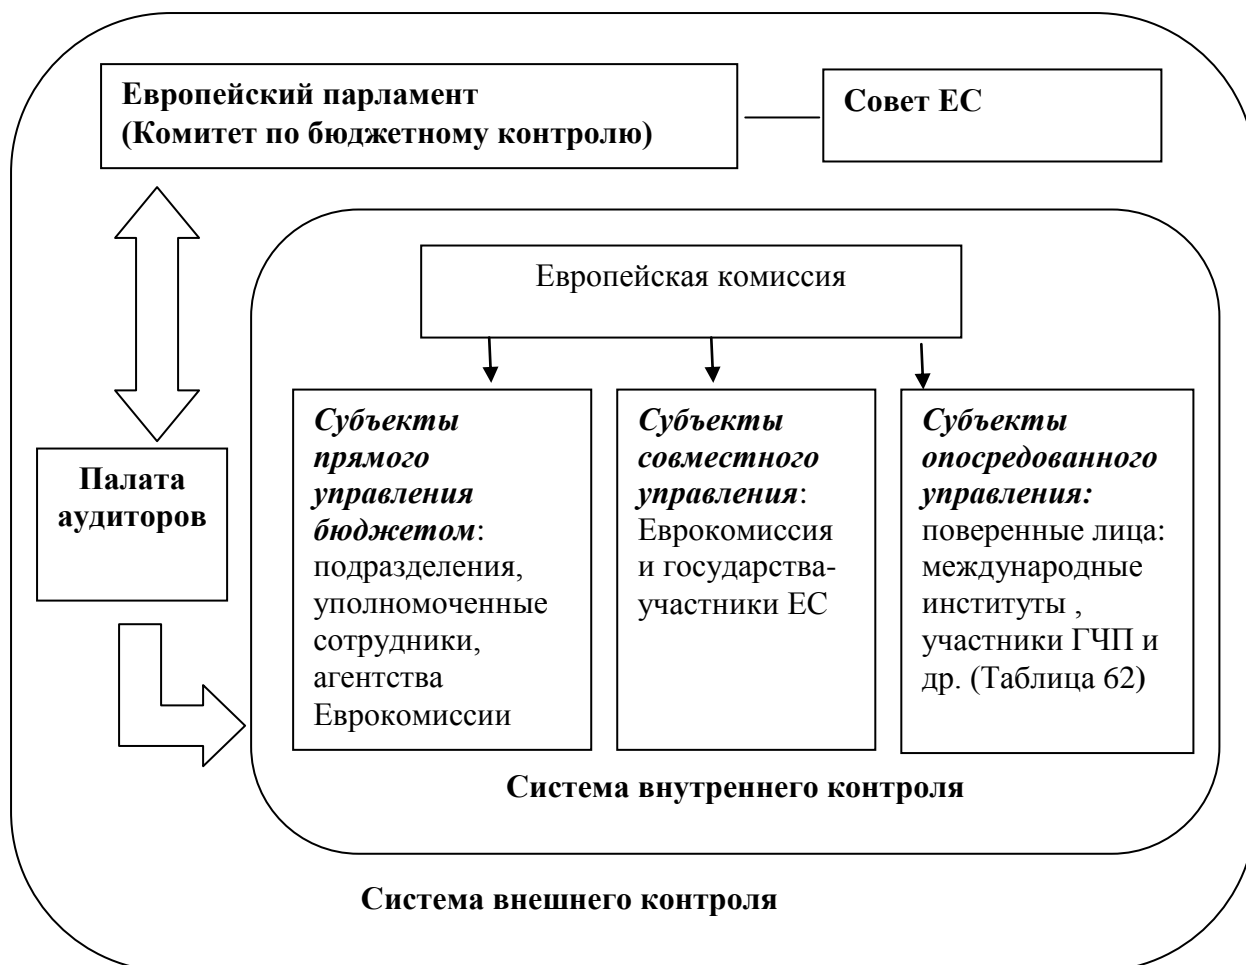 Европейский парламент
(Комитет по бюджетному контролю)
Совет ЕС
Европейская комиссия
Палата
аудиторов
Субъекты
прямого
управления
бюджетом:
подразделения,
уполномоченные
сотрудники,
агентства
Еврокомиссии
Субъекты
совместного
управления:
Еврокомиссия
и государства-
участники ЕС
Субъекты
опосредованного
управления:
поверенные лица:
международные
институты ,
участники ГЧП и
др. (Таблица 62)
Система внутреннего контроля
Система внешнего контроля